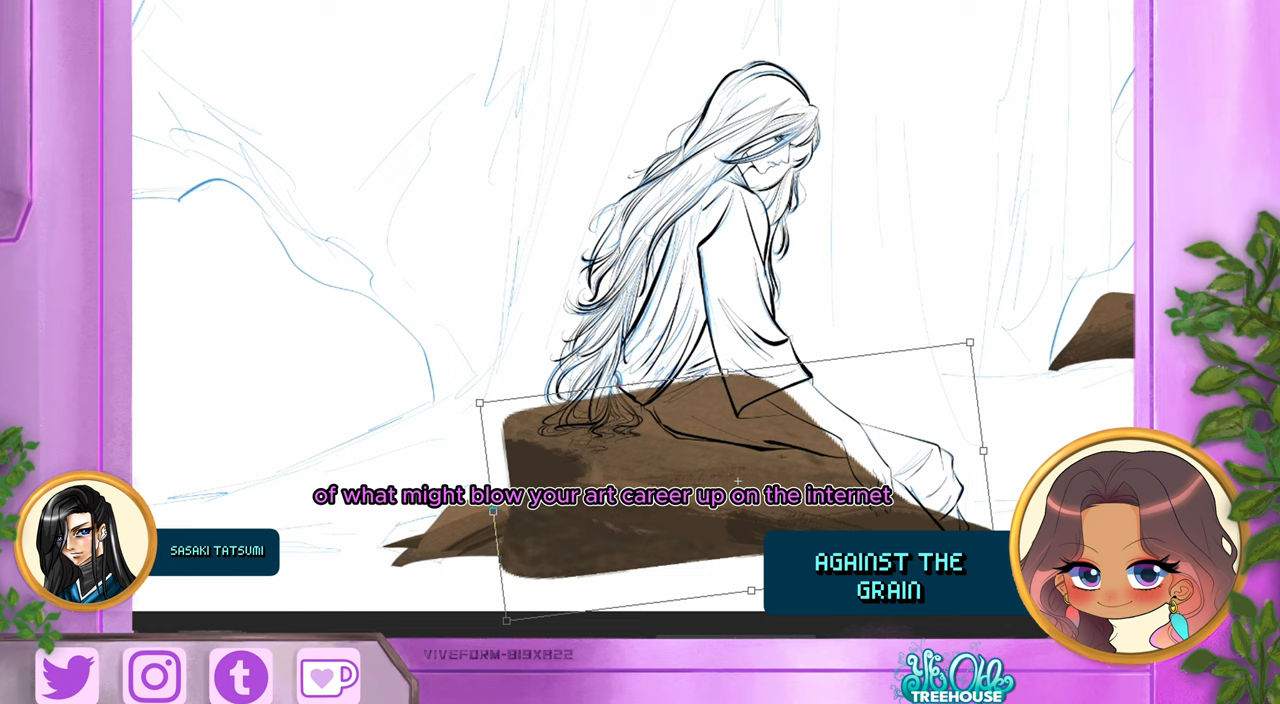 of what might blow your art career up on the internet
SASAKI TATSUMI
AGAINST THE
GRAIN
VIVEFORM-819X822
Ye Olde
TREEHOUSE